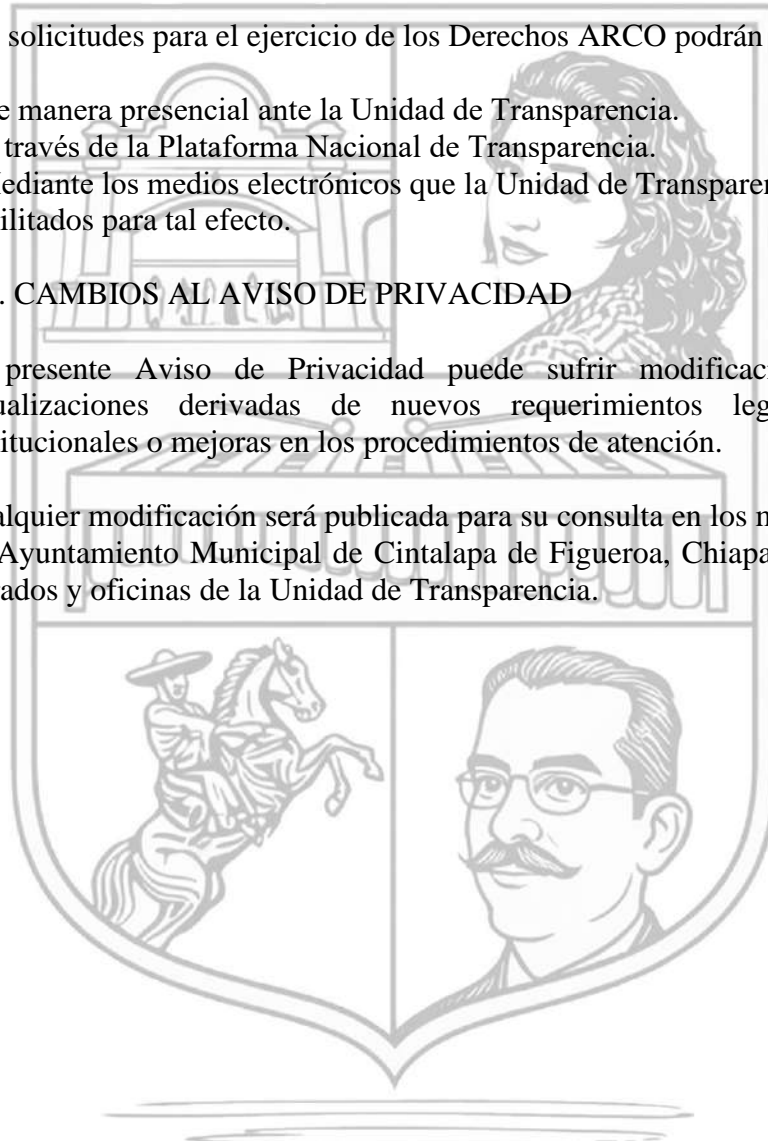 solicitudes para el ejercicio de los Derechos ARCO podrán
e manera presencial ante la Unidad de Transparencia.
través de la Plataforma Nacional de Transparencia.
ediante los medios electrónicos que la Unidad de Transparen
ilitados para tal efecto.
. CAMBIOS AL AVISO DE PRIVACIDAD
presente Aviso de Privacidad puede sufrir modificaci
ualizaciones derivadas de nuevos requerimientos leg
titucionales o mejoras en los procedimientos de atención.
alquier modificación será publicada para su consulta en los m
Ayuntamiento Municipal de Cintalapa de Figueroa, Chiapa
rados y oficinas de la Unidad de Transparencia.